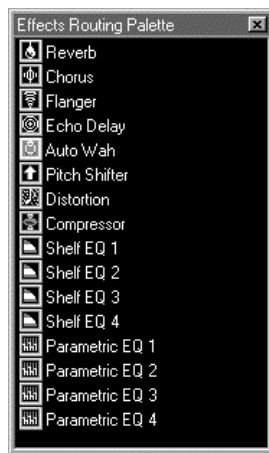 Effects Routing Palette
Reverb
Chorus
Flanger
Echo Delay
Auto Wah
Pitch Shifter
Distortion
Compressor
Shelf EQ 1
Shelf EQ 2
Shelf EQ 3
Shelf EQ 4
Parametric EQ 1
Parametric EQ 2
Parametric EQ 3
Parametric EQ 4